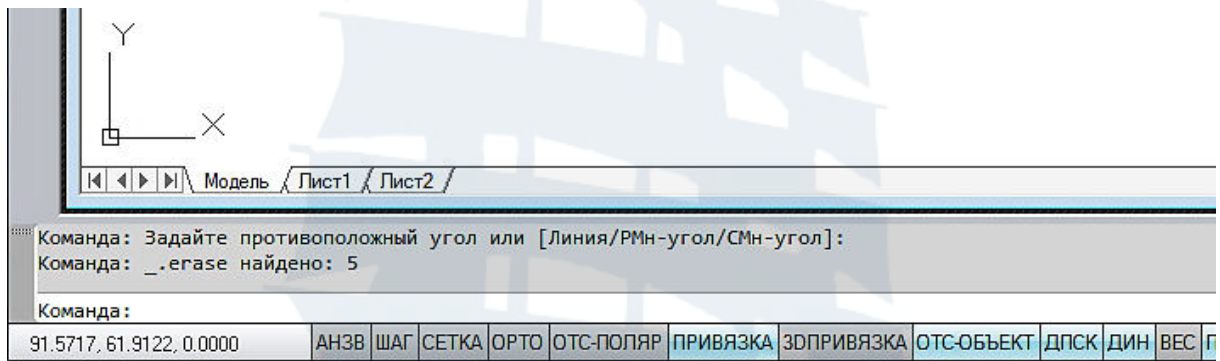 Y
X
Модель Лист1 Лист2
Команда: Задайте противоположный угол или [Линия/РМн-угол/СМн-угол]:
Команда: _.erase найдено: 5
Команда:
91.5717, 61.9122, 0.0000 АНЗВ ШАГ СЕТКА ОРТО ОТС-ПОЛЯР ПРИВЯЗКА 3DПРИВЯЗКА ОТС-ОБЪЕКТ ДПСК ДИН ВЕС